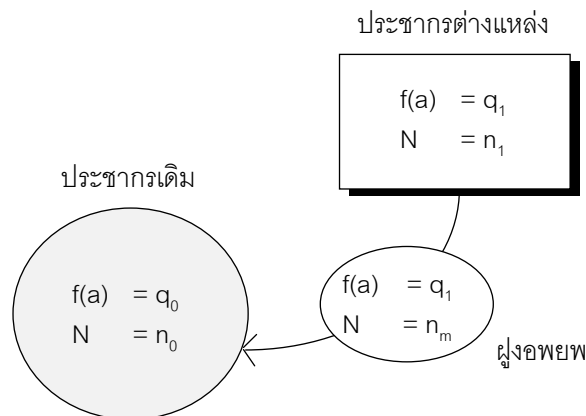 ประชากรต่างแหล่ง
f(a) = q₁
N = n₁
ประชากรเดิม
f(a) = q₀
N = n₀
f(a) = q₁
N = nₘ
ฝูงอพยพ